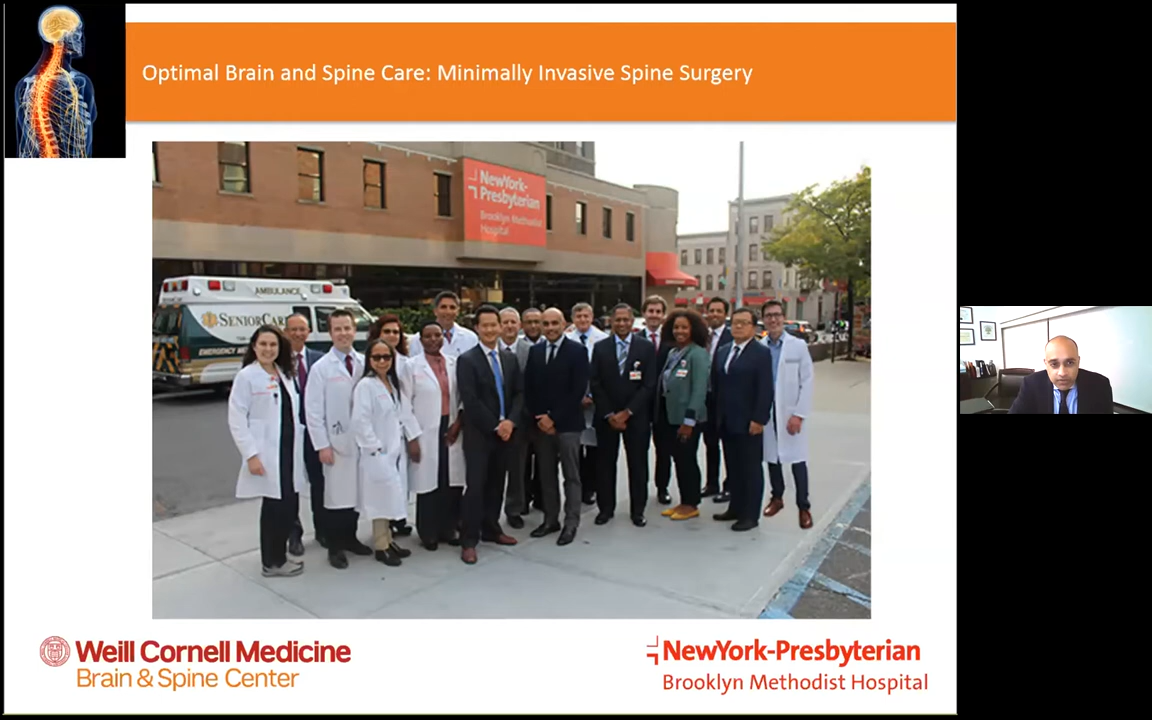 Optimal Brain and Spine Care: Minimally Invasive Spine Surgery
NewYork-
Presbyterian
Brooklyn Methodist
Hospital
AMBULANCE
SENIORCARE
EMERGENCY
Weill Cornell Medicine
Brain & Spine Center
NewYork-Presbyterian
Brooklyn Methodist Hospital